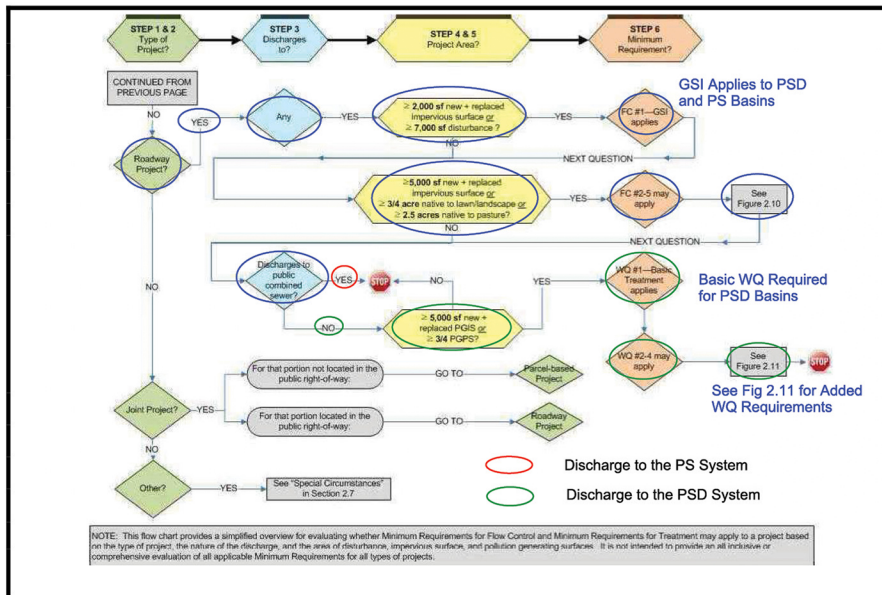 STEP 1 & 2
Type of
Project?
STEP 3
Discharges
to?
STEP 4 & 5
Project Area?
STEP 6
Minimum
Requirement?
CONTINUED FROM
PREVIOUS PAGE
NO
YES
Any
YES
≥ 2,000 sf new + replaced
impervious surface or
≥ 7,000 sf disturbance ?
YES
FC #1—GSI
applies
GSI Applies to PSD
and PS Basins
Roadway
Project?
NO
NEXT QUESTION
≥5,000 sf new + replaced
impervious surface or
≥ 3/4 acre native to lawn/landscape or
≥ 2.5 acres native to pasture?
YES
FC #2-5 may
apply
See
Figure 2.10
NO
NEXT QUESTION
Discharges to
public
combined
sewer?
YES
STOP
NO
YES
WQ #1—Basic
Treatment
applies
Basic WQ Required
for PSD Basins
NO
NO
≥ 5,000 sf new +
replaced PGIS or
≥ 3/4 PGPS?
WQ #2-4 may
apply
See
Figure 2.11
STOP
For that portion not located in the
public right-of-way:
GO TO
Parcel-based
Project
See Fig 2.11 for Added
WQ Requirements
Joint Project?
YES
For that portion located in the
public right-of-way:
GO TO
Roadway
Project
NO
Discharge to the PS System
Other?
YES
See "Special Circumstances"
in Section 2.7
Discharge to the PSD System
NOTE: This flow chart provides a simplified overview for evaluating whether Minimum Requirements for Flow Control and Minimum Requirements for Treatment may apply to a project based
on the type of project, the nature of the discharge, and the area of disturbance, impervious surface, and pollution generating surfaces. It is not intended to provide an all inclusive or
comprehensive evaluation of all applicable Minimum Requirements for all types of projects.